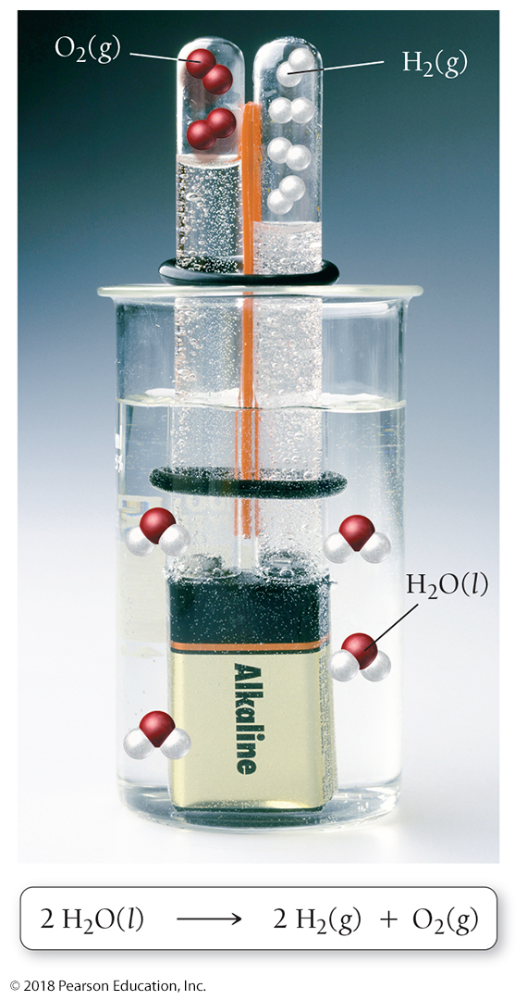 O₂(g)
H₂(g)
H₂O(l)
Alkaline
2 H₂O(l) ⟶ 2 H₂(g) + O₂(g)
© 2018 Pearson Education, Inc.